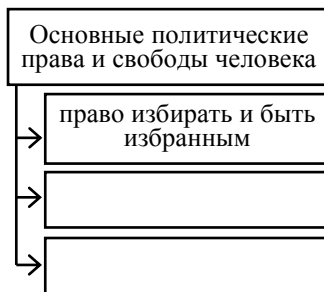 Основные политические
права и свободы человека
право избирать и быть
избранным